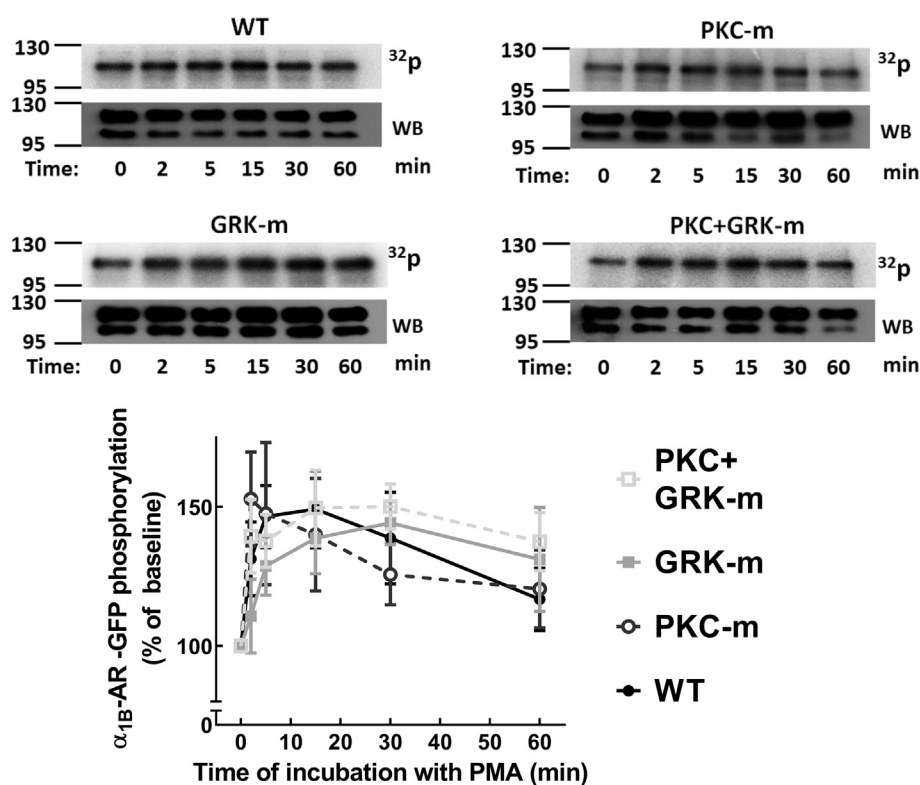 WT
130
95
32p
130
95
WB
Time: 0 2 5 15 30 60 min
PKC-m
130
95
32p
130
95
WB
Time: 0 2 5 15 30 60 min
GRK-m
130
95
32p
130
95
WB
Time: 0 2 5 15 30 60 min
PKC+GRK-m
130
95
32p
130
95
WB
Time: 0 2 5 15 30 60 min
α1B-AR -GFP phosphorylation
(% of baseline)
150
100
0
0 10 20 30 40 50 60
Time of incubation with PMA (min)
PKC+
GRK-m
GRK-m
PKC-m
WT